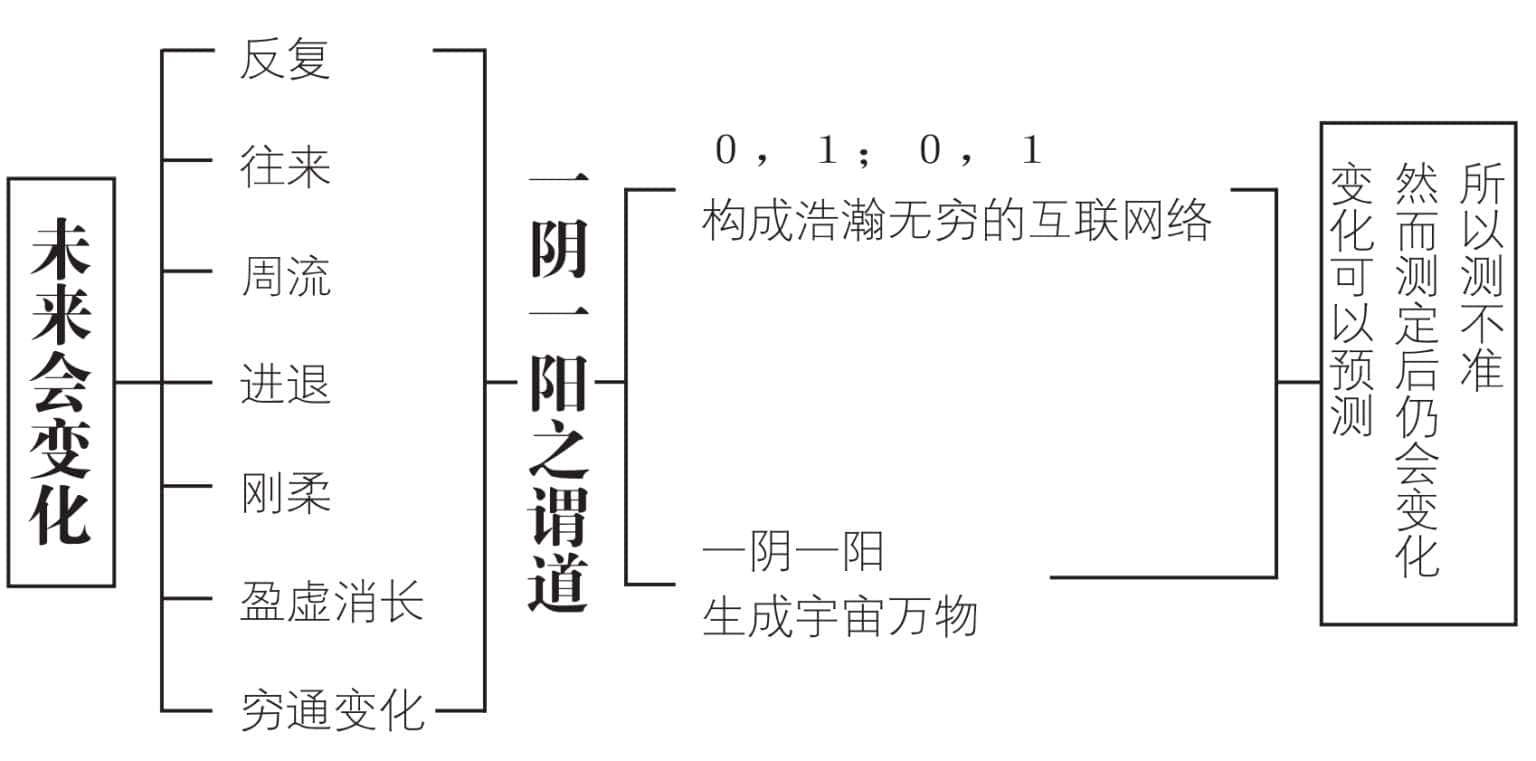 未来会变化
反复
往来
周流
进退
刚柔
盈虚消长
穷通变化
一阴一阳之谓道
0，1；0，1
构成浩瀚无穷的互联网络
一阴一阳
生成宇宙万物
变化可以预测
然而测定后仍会变化
所以测不准